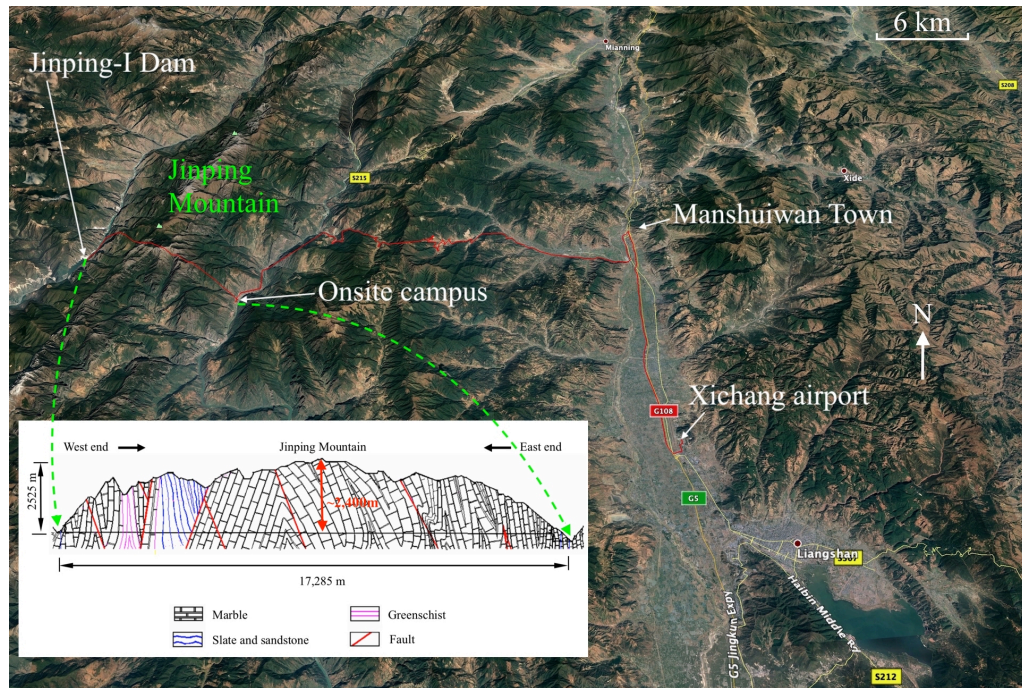 6 km
Mianning
Jinping-I Dam
S208
Jinping
Mountain
S215
Xide
Manshuiwan Town
Onsite campus
N
Xichang airport
G108
West end
Jinping Mountain
East end
2525 m
~2,400m
17,285 m
G5
Liangshan
Marble
Greenschist
Slate and sandstone
Fault
Haibin Middle Rd
G5 Jingkun Expy
S212